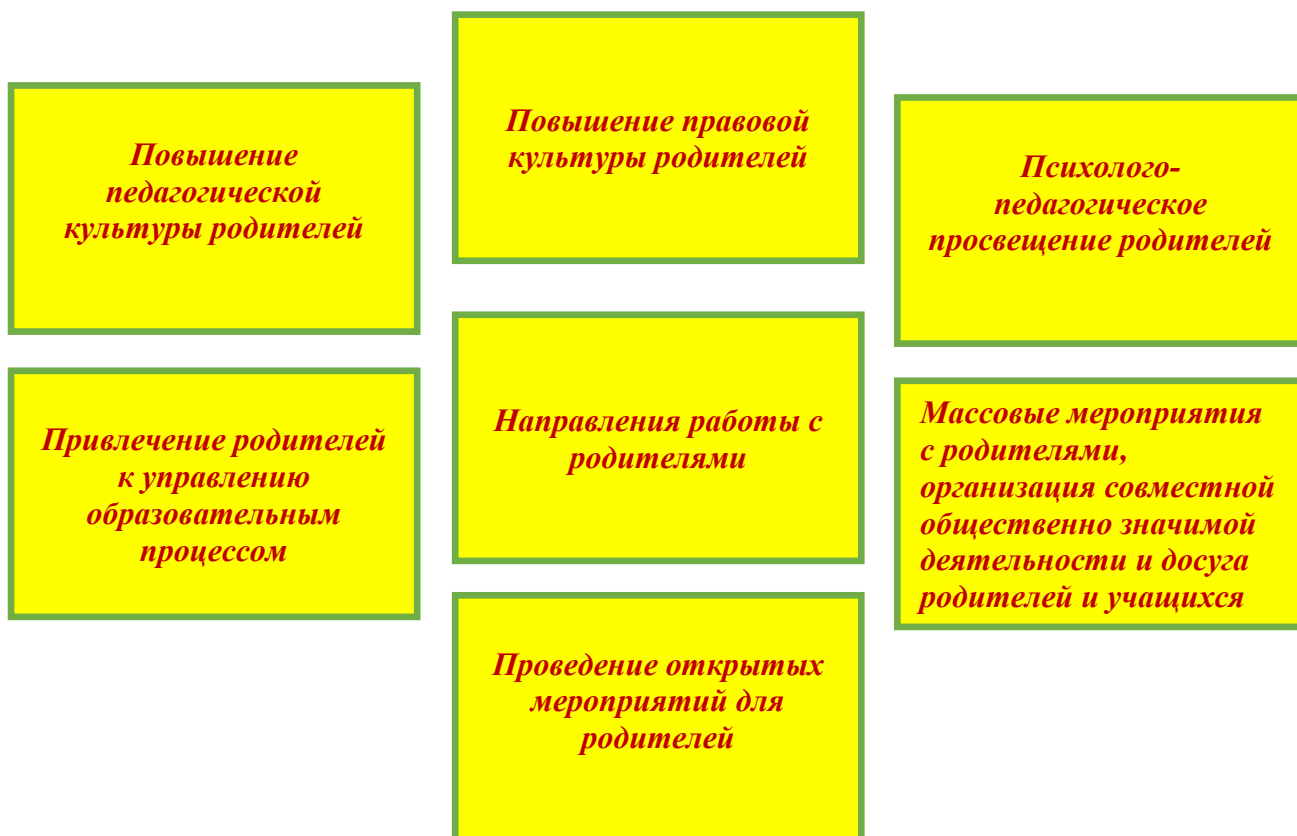 Повышение
педагогической
культуры родителей
Повышение правовой
культуры родителей
Психолого-
педагогическое
просвещение родителей
Привлечение родителей
к управлению
образовательным
процессом
Направления работы с
родителями
Массовые мероприятия
с родителями,
организация совместной
общественно значимой
деятельности и досуга
родителей и учащихся
Проведение открытых
мероприятий для
родителей